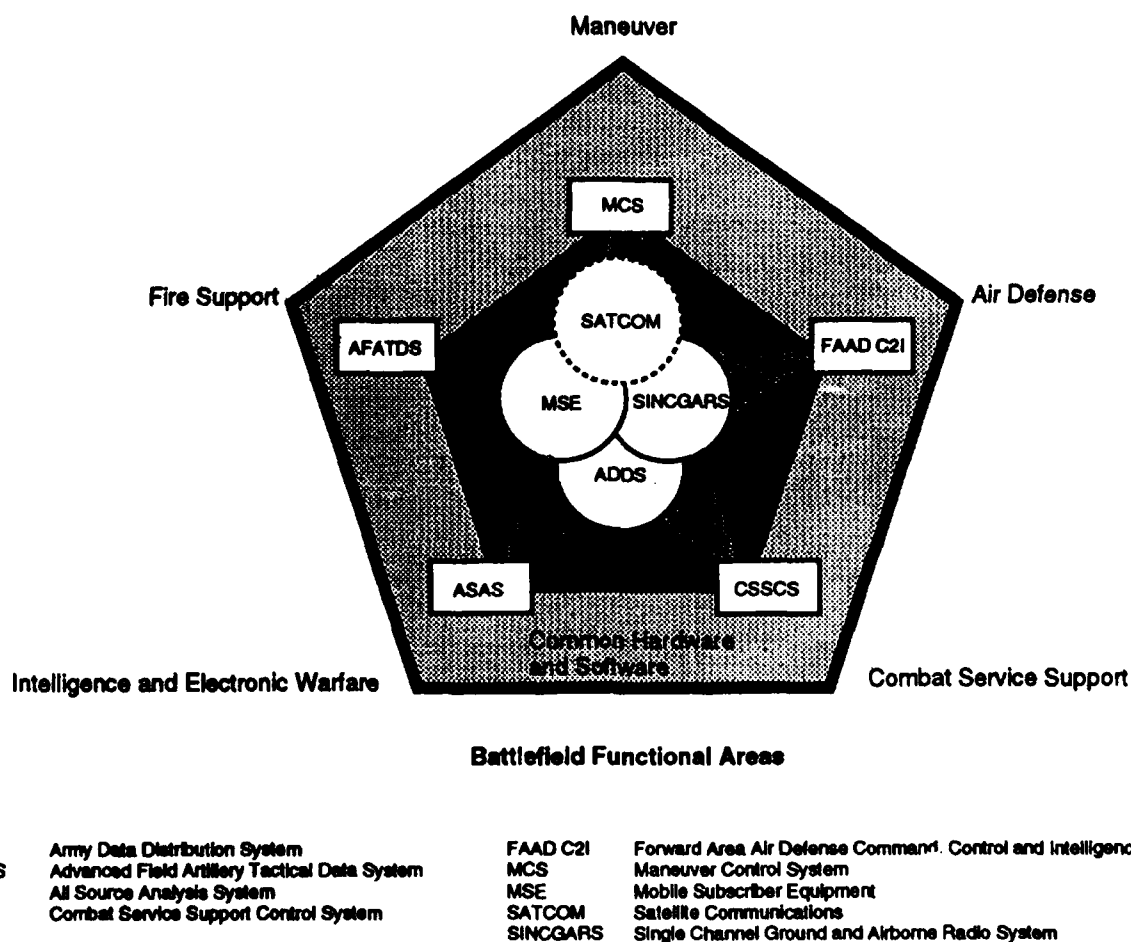 Maneuver
MCS
Fire Support
Air Defense
SATCOM
AFATDS
FAAD C2I
MSE
SINCGARS
ADDS
ASAS
CSSCS
Common Hardware
and Software
Intelligence and Electronic Warfare
Combat Service Support
Battlefield Functional Areas
Army Data Distribution System
S Advanced Field Artillery Tactical Data System
All Source Analysis System
Combat Service Support Control System
FAAD C2I Forward Area Air Defense Command, Control and Intelligenc
MCS Maneuver Control System
MSE Mobile Subscriber Equipment
SATCOM Satellite Communications
SINCGARS Single Channel Ground and Airborne Radio System